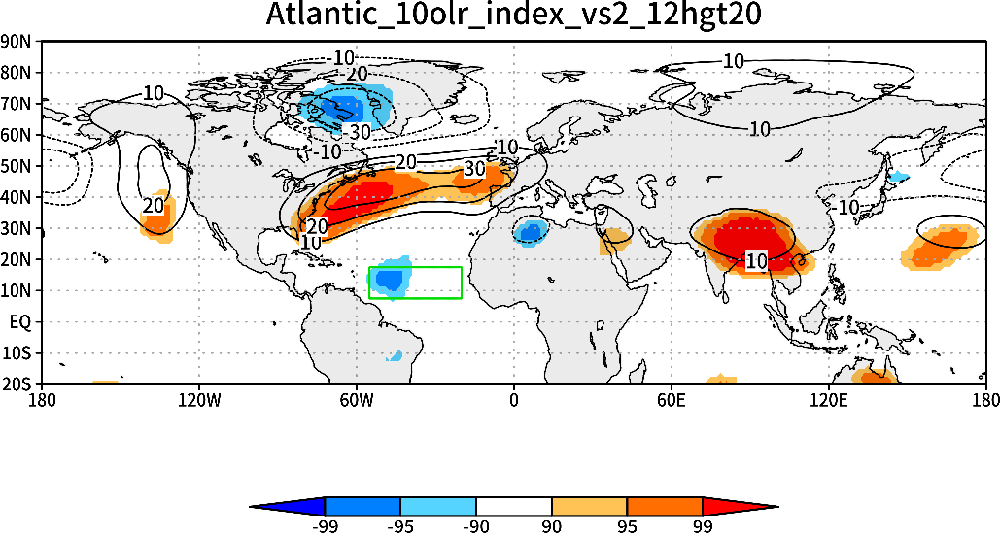 Atlantic_10olr_index_vs2_12hgt20
90N
80N
70N
60N
50N
40N
30N
20N
10N
EQ
10S
20S
180 120W 60W 0 60E 120E 180
-10
-20
10
10
-30
10
-10
-10
20
30
20
-10
20
10
10
-99 -95 -90 90 95 99